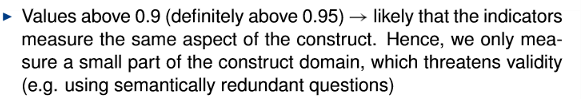 ► Values above 0.9 (definitely above 0.95) → likely that the indicators
measure the same aspect of the construct. Hence, we only mea-
sure a small part of the construct domain, which threatens validity
(e.g. using semantically redundant questions)